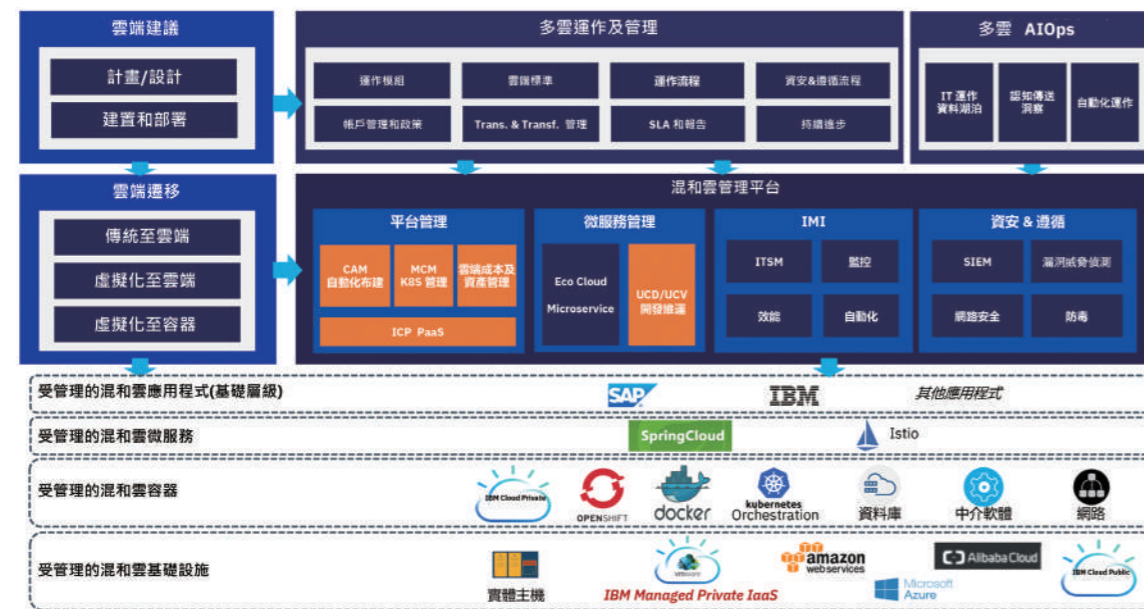 雲端建議
計畫/設計
建置和部署
多雲運作及管理
運作模組
雲端標準
運作流程
資安&遵循流程
帳戶管理和政策
Trans. & Transf. 管理
SLA 和報告
持續進步
多雲 AIOps
IT 運作
資料湖泊
認知傳送
洞察
自動化運作
雲端遷移
傳統至雲端
虛擬化至雲端
虛擬化至容器
混和雲管理平台
平台管理
CAM
自動化布建
MCM
K8S 管理
雲端成本及
資產管理
ICP PaaS
微服務管理
Eco Cloud
Microservice
UCD/UCV
開發維運
IMI
ITSM
監控
效能
自動化
資安 & 遵循
SIEM
漏洞威脅偵測
網路安全
防毒
受管理的混和雲應用程式(基礎層級)
SAP
IBM
其他應用程式
受管理的混和雲微服務
SpringCloud
Istio
受管理的混和雲容器
IBM Cloud Private
OPENSHIFT
docker
kubernetes
Orchestration
資料庫
中介軟體
網路
受管理的混和雲基礎設施
實體主機
vmware
IBM Managed Private IaaS
amazon
web services
Microsoft
Azure
Alibaba Cloud
IBM Cloud Public